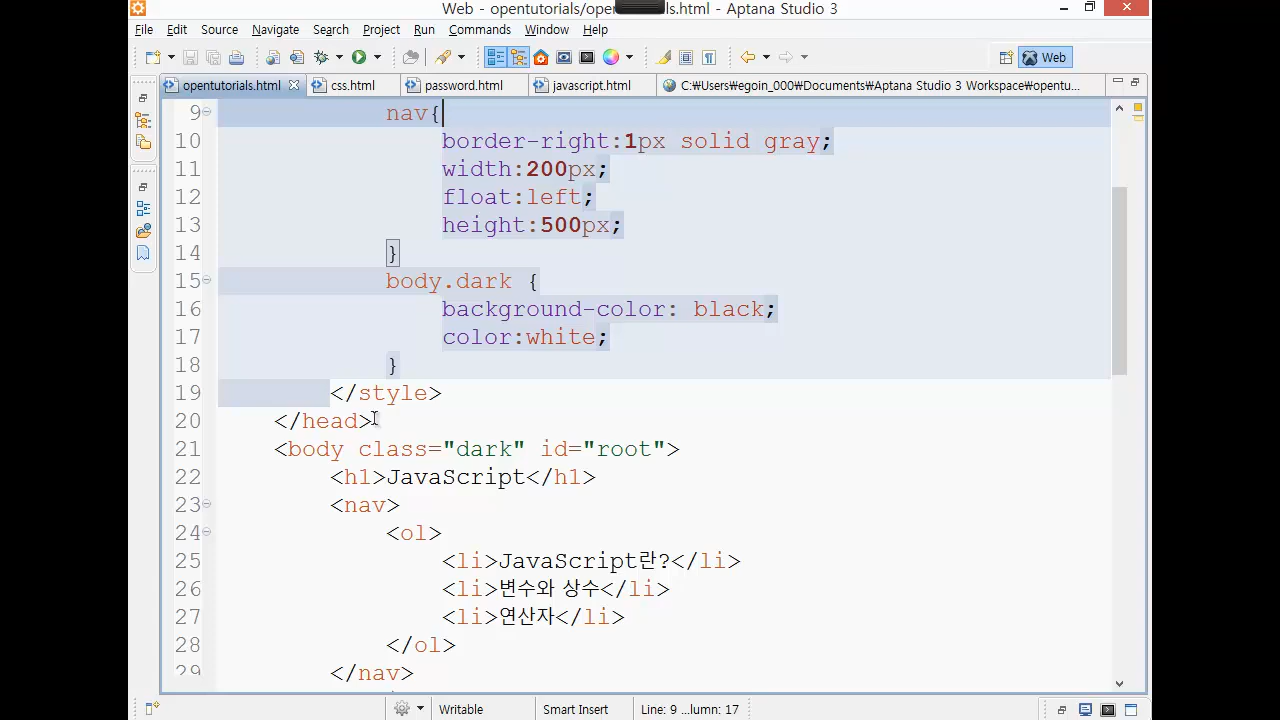 Web - opentutorials/open ls.html - Aptana Studio 3
File Edit Source Navigate Search Project Run Commands Window Help
Web
opentutorials.html css.html password.html javascript.html C:₩Users₩egoin_000₩Documents₩Aptana Studio 3 Workspace₩opentu...
9 nav{
10 border-right:1px solid gray;
11 width:200px;
12 float:left;
13 height:500px;
14 }
15 body.dark {
16 background-color: black;
17 color:white;
18 }
19 </style>
20 </head>
21 <body class="dark" id="root">
22 <h1>JavaScript</h1>
23 <nav>
24 <ol>
25 <li>JavaScript란?</li>
26 <li>변수와 상수</li>
27 <li>연산자</li>
28 </ol>
29 </nav>
Writable Smart Insert Line: 9 ...lumn: 17